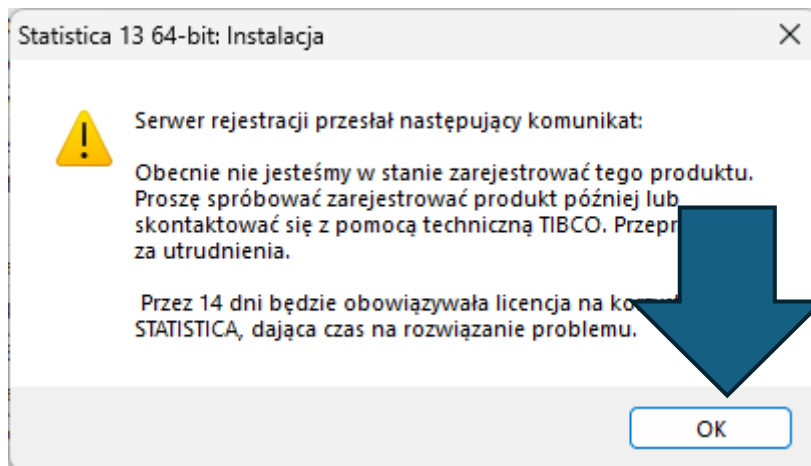 Statistica 13 64-bit: Instalacja
Serwer rejestracji przesłał następujący komunikat:
Obecnie nie jesteśmy w stanie zarejestrować tego produktu.
Proszę spróbować zarejestrować produkt później lub
skontaktować się z pomocą techniczną TIBCO.
za utrudnienia.
Przez 14 dni będzie obowiązywała licencja na
STATISTICA, dająca czas na rozwiązanie problemu.
OK